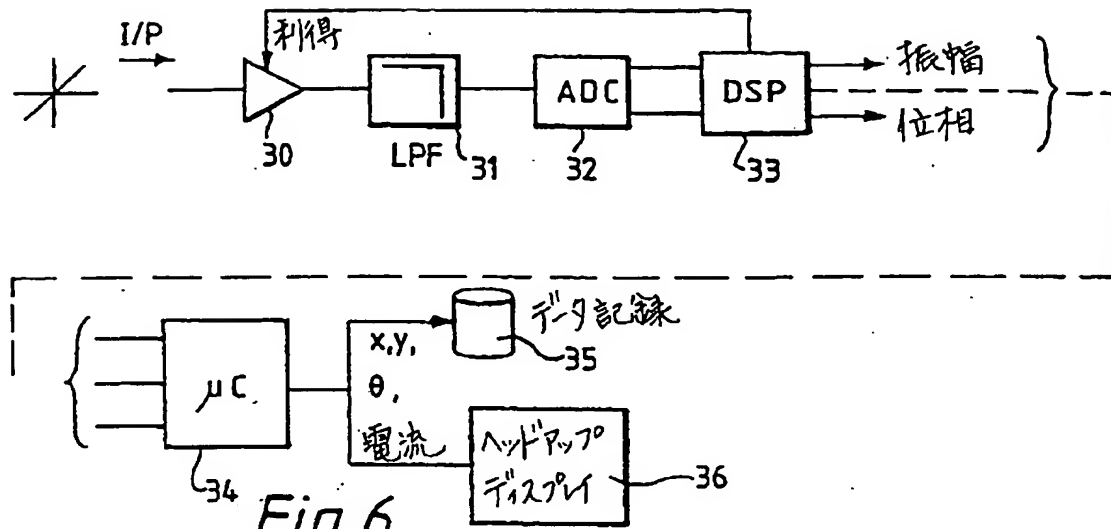 I/P
利得
30
LPF
31
ADC
32
DSP
33
振幅
位相
μC.
34
x,y,
θ,
電流
データ記録
35
ヘッドアップ
ディスプレイ
36
Fig.6